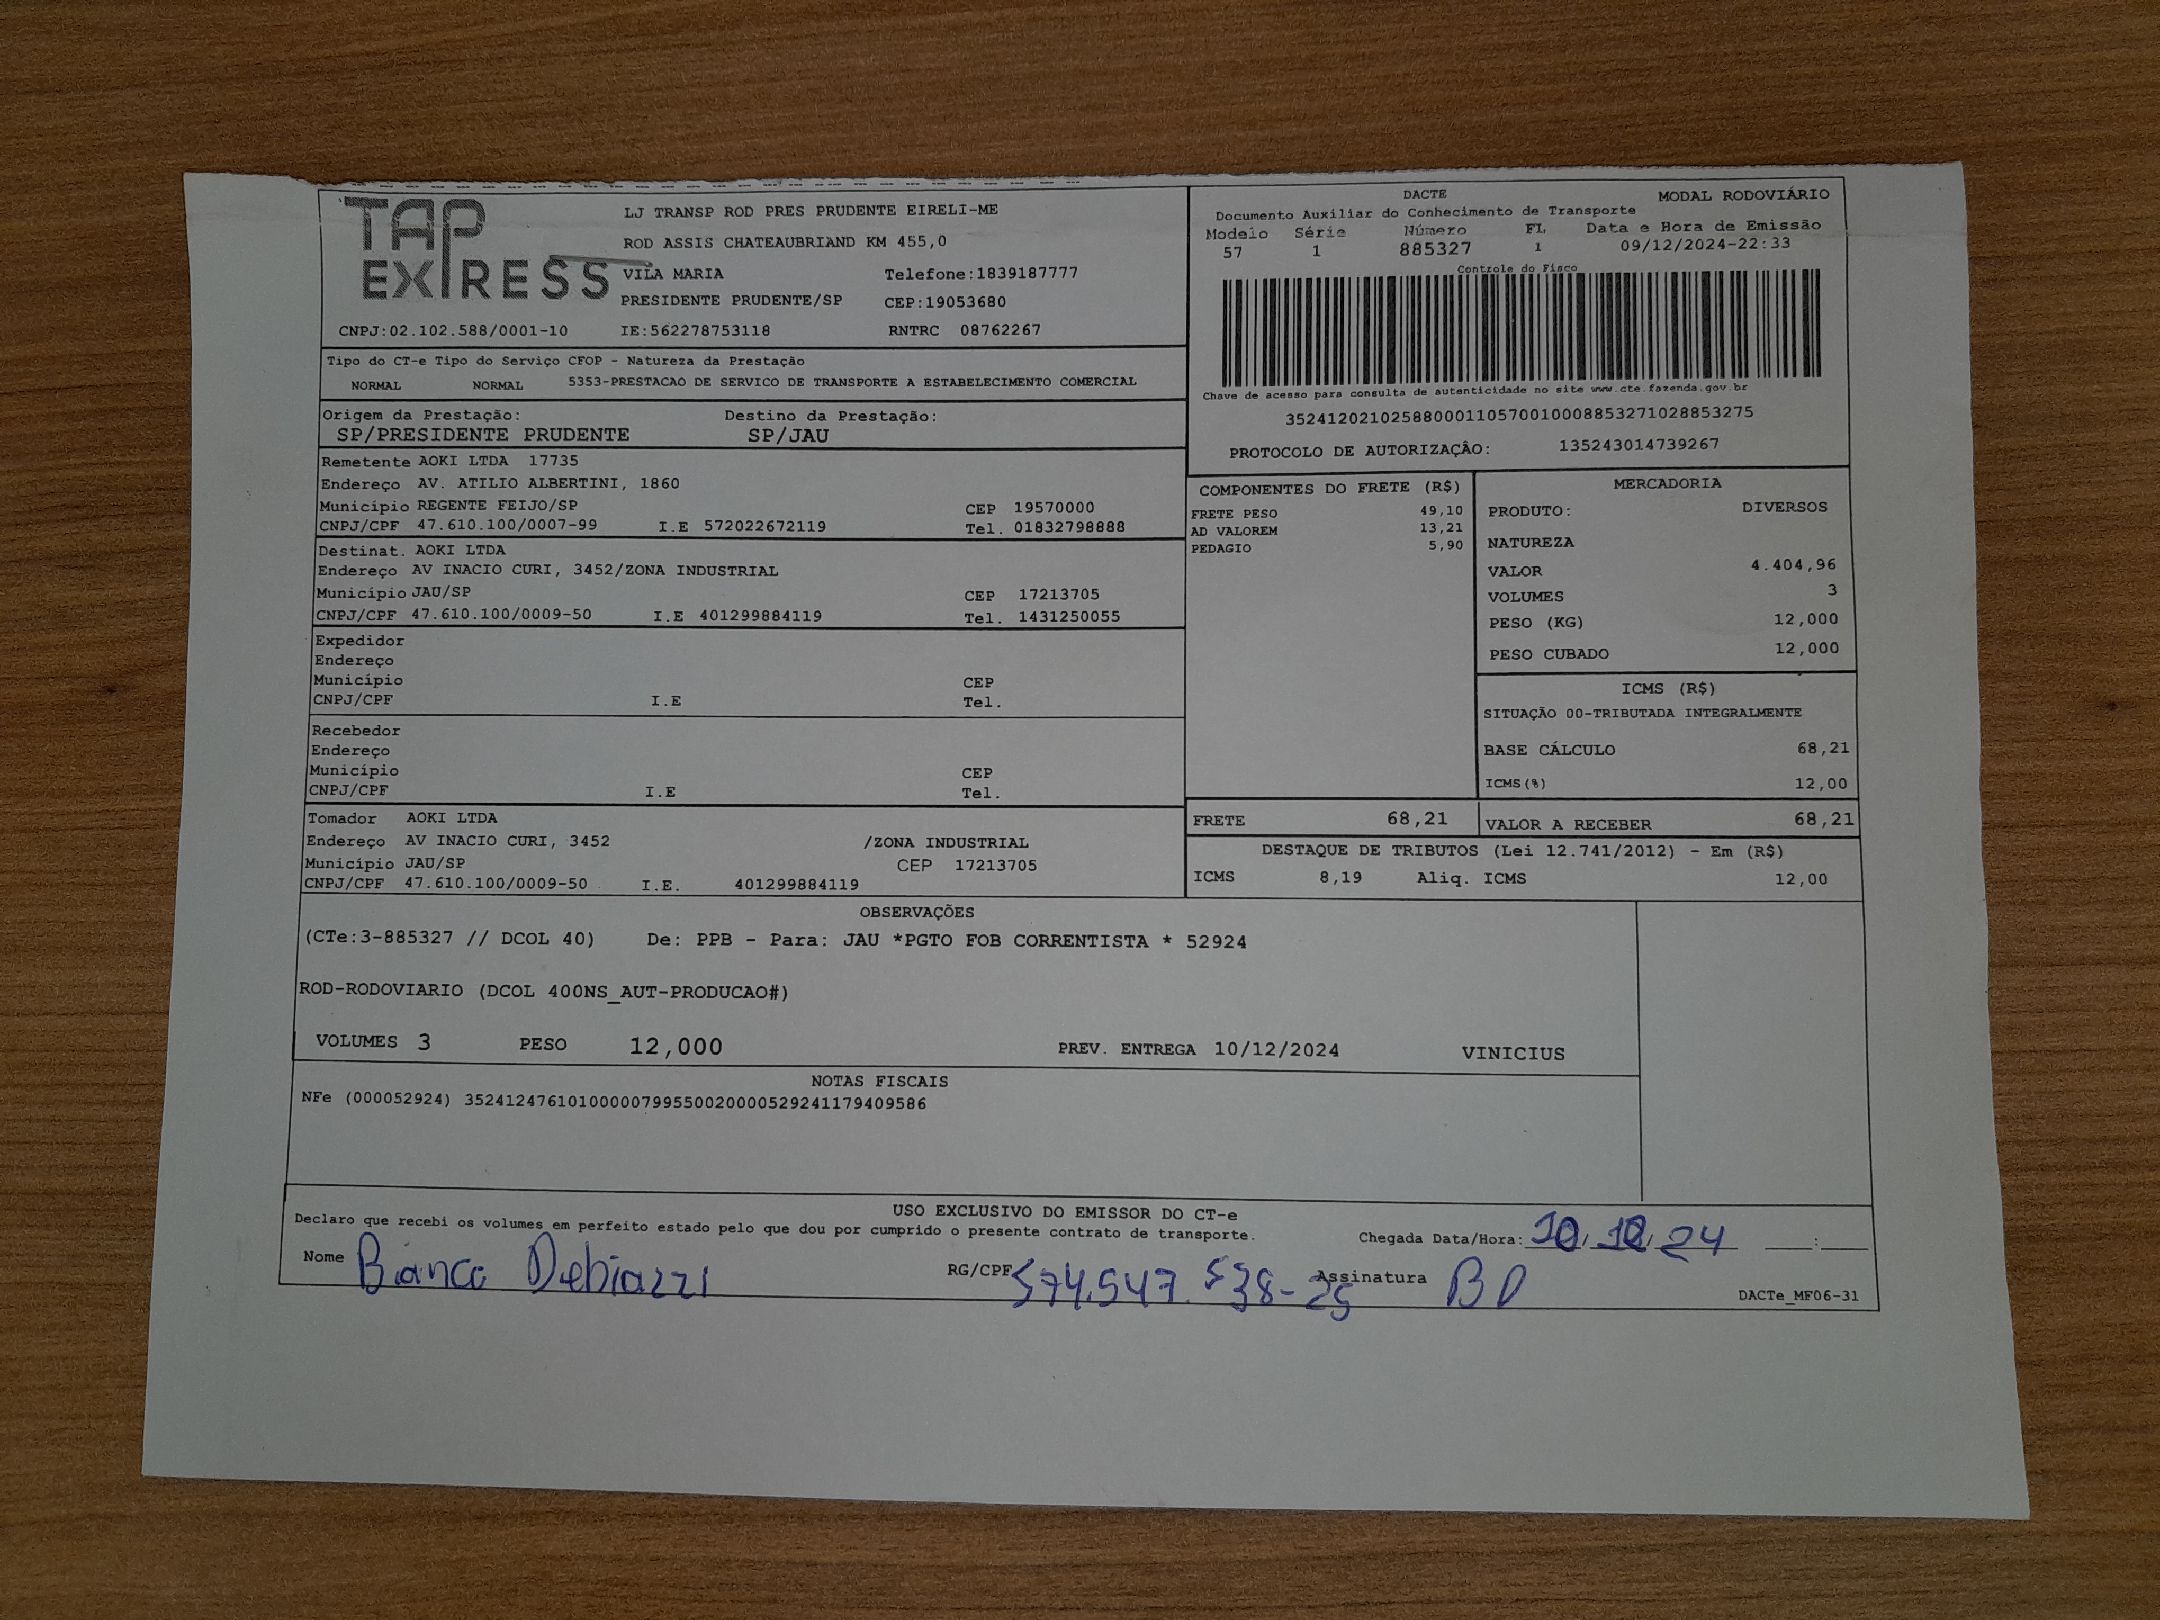 TAP EXPRESS
LJ TRANSP ROD PRES PRUDENTE EIRELI-ME
ROD ASSIS CHATEAUBRIAND KM 455,0
VILA MARIA Telefone:1839187777
PRESIDENTE PRUDENTE/SP CEP:19053680
CNPJ:02.102.588/0001-10 IE:562278753118 RNTRC 08762267
DACTE MODAL RODOVIÁRIO
Documento Auxiliar do Conhecimento de Transporte
Modelo Série Número FL Data e Hora de Emissão
57 1 885327 1 09/12/2024-22:33
Controle do Fisco
Chave de acesso para consulta de autenticidade no site www.cte.fazenda.gov.br
35241202102588000110570010008853271028853275
PROTOCOLO DE AUTORIZAÇÂO: 135243014739267
Tipo do CT-e Tipo do Serviço CFOP - Natureza da Prestação
NORMAL NORMAL 5353-PRESTACAO DE SERVICO DE TRANSPORTE A ESTABELECIMENTO COMERCIAL
Origem da Prestação: Destino da Prestação:
SP/PRESIDENTE PRUDENTE SP/JAU
Remetente AOKI LTDA 17735
Endereço AV. ATILIO ALBERTINI, 1860
Município REGENTE FEIJO/SP CEP 19570000
CNPJ/CPF 47.610.100/0007-99 I.E 572022672119 Tel. 01832798888
Destinat. AOKI LTDA
Endereço AV INACIO CURI, 3452/ZONA INDUSTRIAL
Município JAU/SP CEP 17213705
CNPJ/CPF 47.610.100/0009-50 I.E 401299884119 Tel. 1431250055
Expedidor
Endereço
Município CEP
CNPJ/CPF I.E Tel.
Recebedor
Endereço
Município CEP
CNPJ/CPF I.E Tel.
Tomador AOKI LTDA
Endereço AV INACIO CURI, 3452 /ZONA INDUSTRIAL
Município JAU/SP CEP 17213705
CNPJ/CPF 47.610.100/0009-50 I.E. 401299884119
COMPONENTES DO FRETE (R$)
FRETE PESO 49,10
AD VALOREM 13,21
PEDAGIO 5,90
MERCADORIA
PRODUTO: DIVERSOS
NATUREZA
VALOR 4.404,96
VOLUMES 3
PESO (KG) 12,000
PESO CUBADO 12,000
ICMS (R$)
SITUAÇÃO 00-TRIBUTADA INTEGRALMENTE
BASE CÁLCULO 68,21
ICMS(%) 12,00
FRETE 68,21 VALOR A RECEBER 68,21
DESTAQUE DE TRIBUTOS (Lei 12.741/2012) - Em (R$)
ICMS 8,19 Aliq. ICMS 12,00
OBSERVAÇÕES
(CTe:3-885327 // DCOL 40) De: PPB - Para: JAU *PGTO FOB CORRENTISTA * 52924
ROD-RODOVIARIO (DCOL 400NS_AUT-PRODUCAO#)
VOLUMES 3 PESO 12,000 PREV. ENTREGA 10/12/2024 VINICIUS
NOTAS FISCAIS
NFe (000052924) 35241247610100000799550020000529241179409586
USO EXCLUSIVO DO EMISSOR DO CT-e
Declaro que recebi os volumes em perfeito estado pelo que dou por cumprido o presente contrato de transporte. Chegada Data/Hora: 10.12.24 :
Nome Bianca Debiazzi RG/CPF 574.547.538-25 Assinatura BD
DACTe_MF06-31